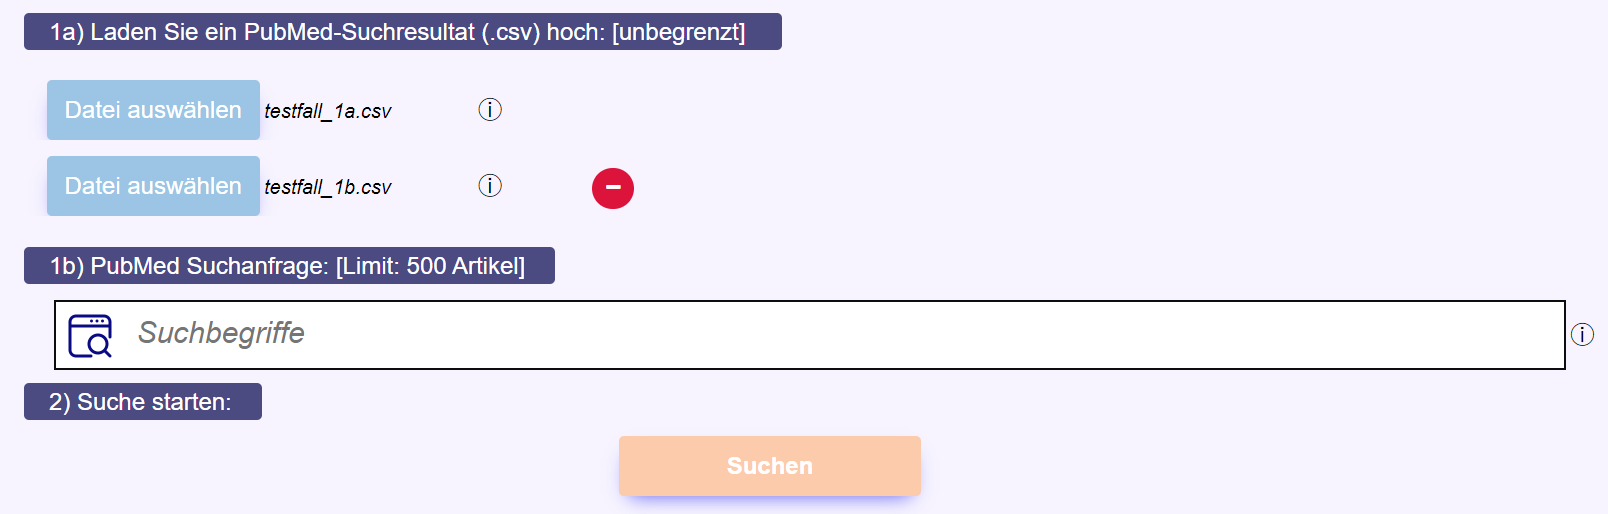 1a) Laden Sie ein PubMed-Suchresultat (.csv) hoch: [unbegrenzt]
Datei auswählen testfall_1a.csv ⓘ
Datei auswählen testfall_1b.csv ⓘ
1b) PubMed Suchanfrage: [Limit: 500 Artikel]
Suchbegriffe ⓘ
2) Suche starten:
Suchen